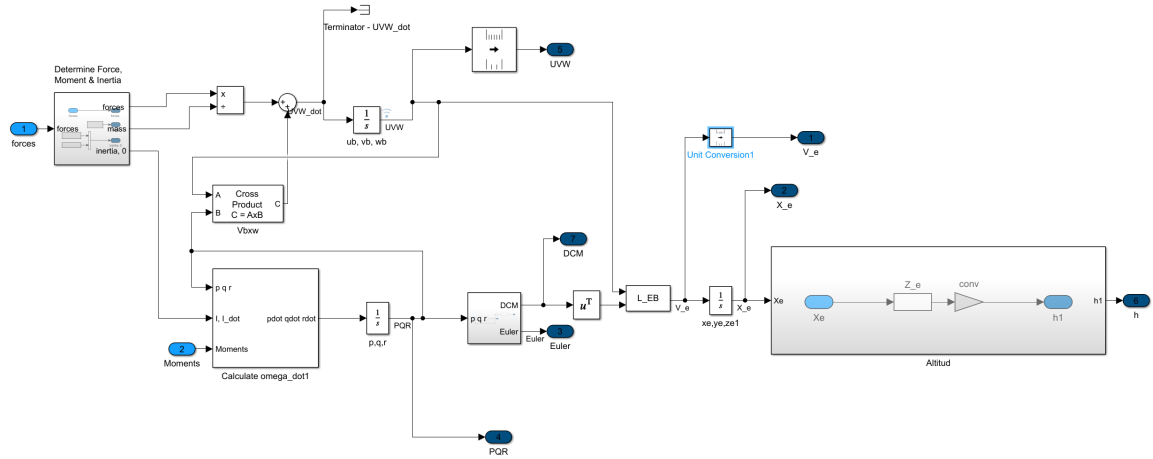 Terminator - UVW_dot
5
UVW
Determine Force,
Moment & Inertia
forces
mass
inertia, 0
forces
1
forces
x
÷
+
+
UVW_dot
1
s
UVW
ub, vb, wb
Unit Conversion1
1
V_e
2
X_e
A
B
Cross
Product
C = AxB
C
Vbxw
7
DCM
p q r
I, I_dot
Moments
pdot qdot rdot
Calculate omega_dot1
2
Moments
1
s
PQR
p,q,r
p q r
DCM
Euler
Euler
3
Euler
u^T
L_EB
V_e
1
s
X_e
xe,ye,ze1
Xe
Xe
Z_e
conv
h1
h1
Altitud
6
h
4
PQR